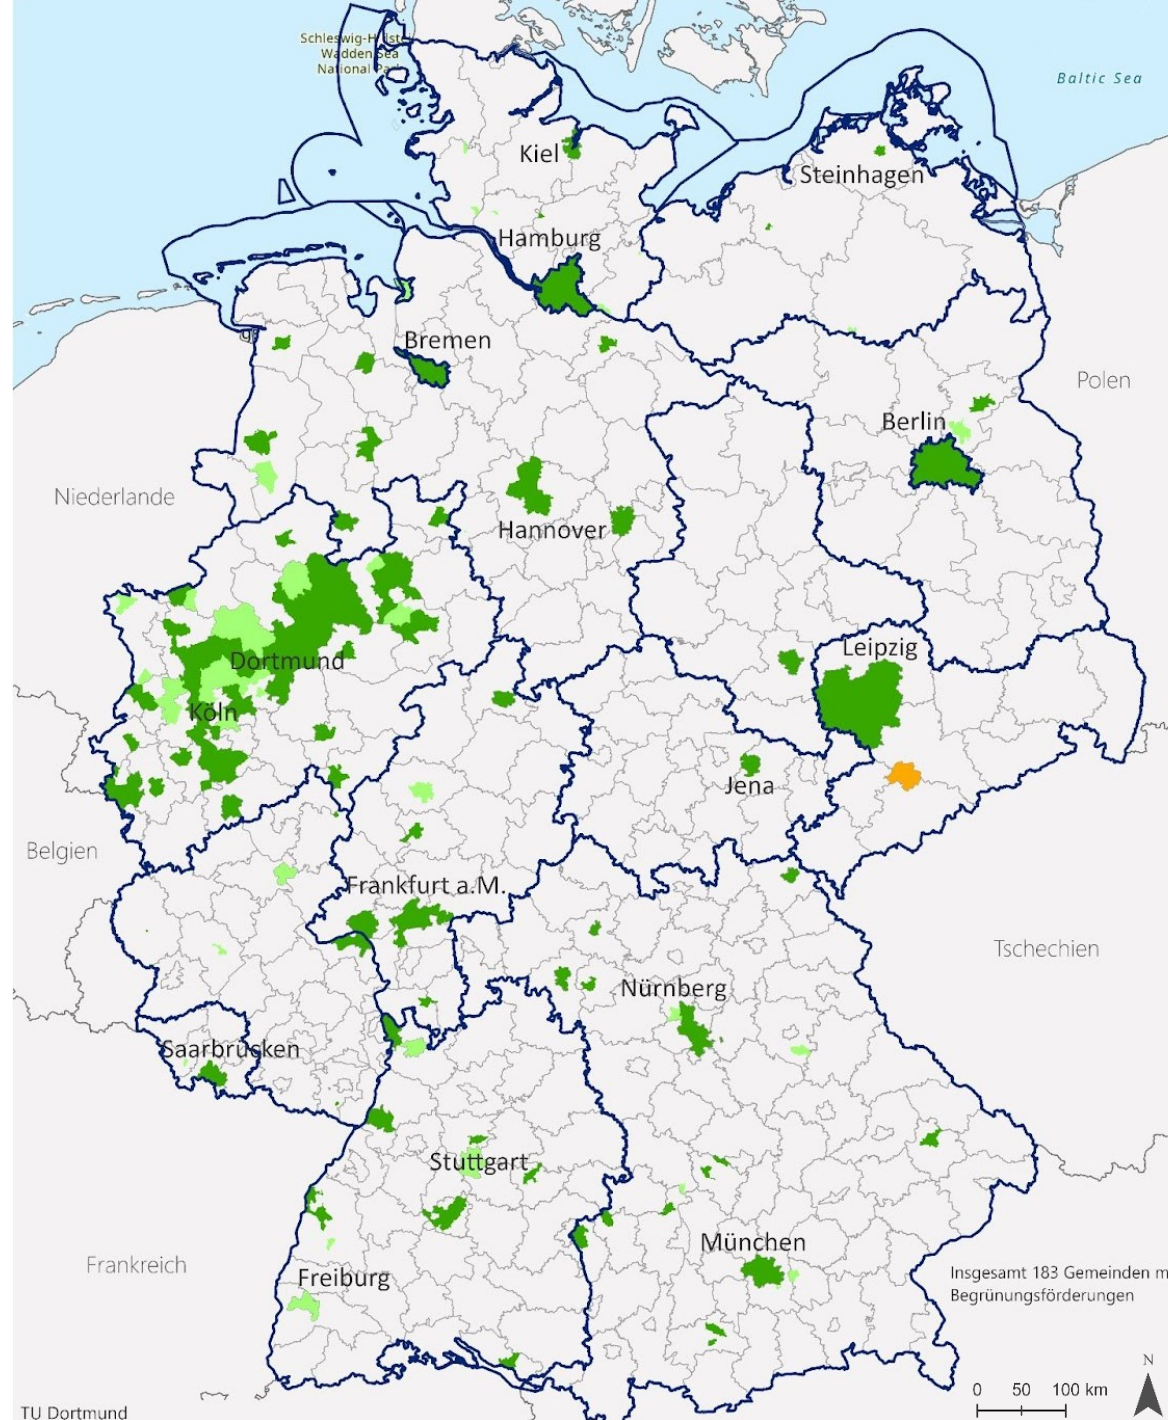 Schleswig-Holstei
Wadden Sea
National Park
Baltic Sea
Kiel
Steinhagen
Hamburg
Bremen
Polen
Berlin
Niederlande
Hannover
Leipzig
Dortmund
Köln
Jena
Belgien
Frankfurt a.M.
Tschechien
Nürnberg
Saarbrücken
Stuttgart
München
Frankreich
Freiburg
Insgesamt 183 Gemeinden m
Begrünungsförderungen
N
0 50 100 km
TU Dortmund